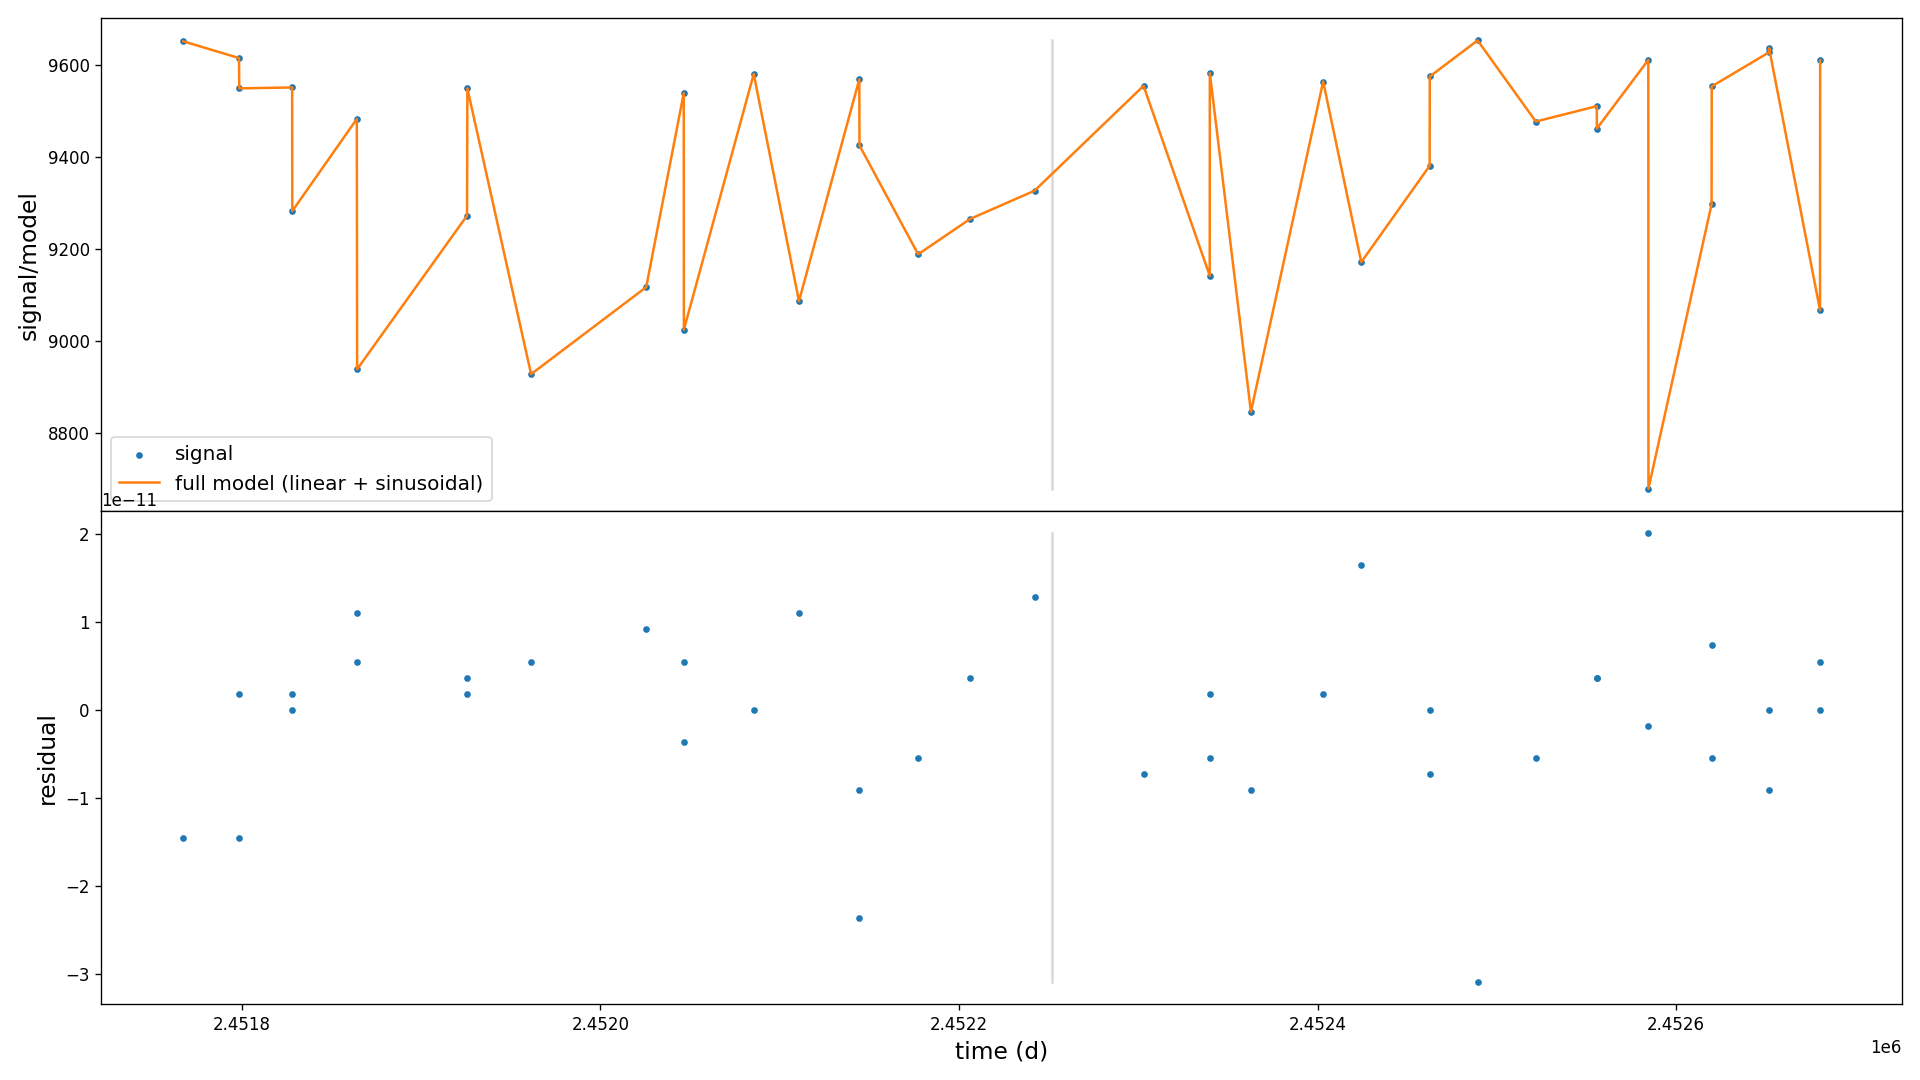 9600
9400
9200
9000
8800
signal/model
signal
full model (linear + sinusoidal)
1e−11
2
1
0
−1
−2
−3
residual
2.4518
2.4520
2.4522
2.4524
2.4526
time (d)
1e6